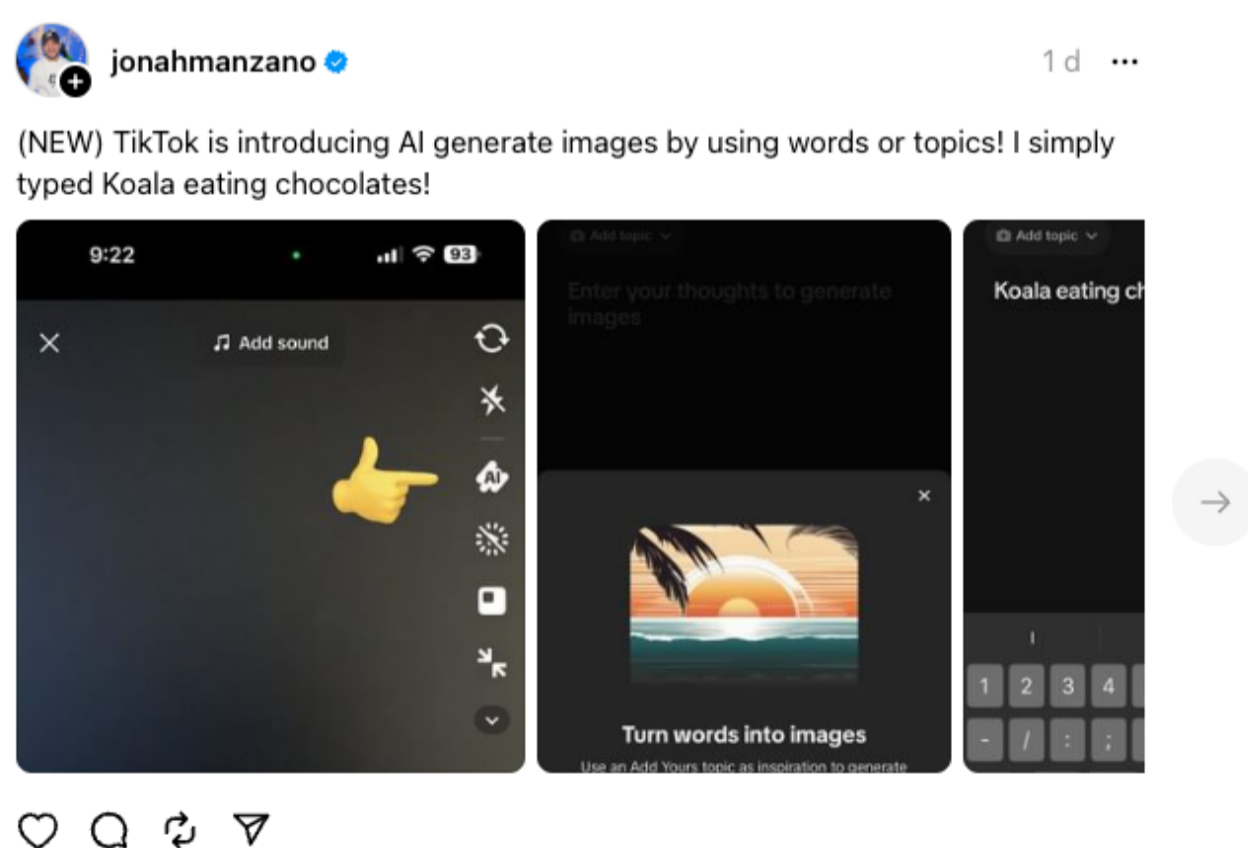 jonahmanzano
1 d
(NEW) TikTok is introducing AI generate images by using words or topics! I simply
typed Koala eating chocolates!
9:22
93
Add sound
AI
Add topic
Enter your thoughts to generate
images
Turn words into images
Use an Add Yours topic as inspiration to generate
Add topic
Koala eating ch
I
1 2 3 4
- / : ;